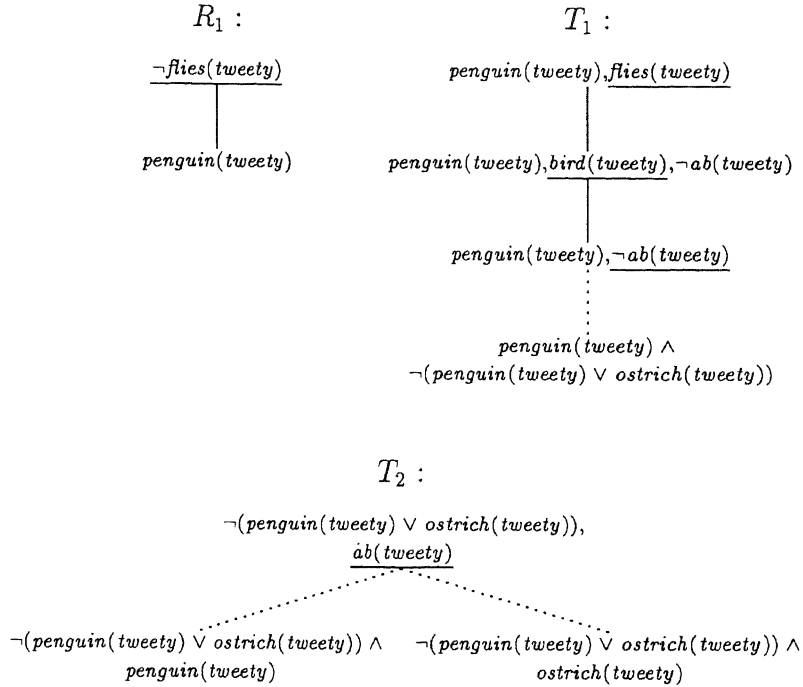 R₁ :
T₁ :
¬flies(tweety)
penguin(tweety),flies(tweety)
penguin(tweety)
penguin(tweety),bird(tweety),¬ab(tweety)
penguin(tweety),¬ab(tweety)
penguin(tweety) ∧
¬(penguin(tweety) ∨ ostrich(tweety))
T₂ :
¬(penguin(tweety) ∨ ostrich(tweety)),
ab(tweety)
¬(penguin(tweety) ∨ ostrich(tweety)) ∧
penguin(tweety)
¬(penguin(tweety) ∨ ostrich(tweety)) ∧
ostrich(tweety)